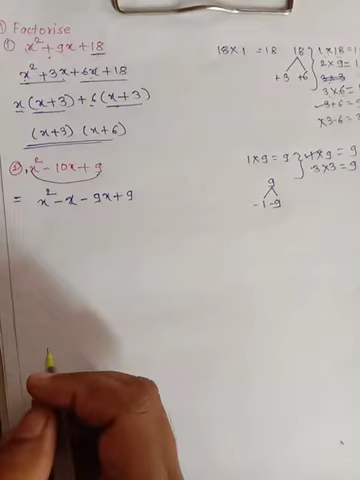 Factorise
① x² + 9x + 18
x² + 3x + 6x + 18
x (x+3) + 6 (x+3)
(x+3) (x+6)
② x² - 10x + 9
= x² - x - 9x + 9
18 × 1 = 18
18
+3 +6
1 × 18 = 1
2 × 9 = 1
3 × 6 = 1
3 + 6 =
× 3 - 6 =
1 × 9 = 9
9 = 9
3 × 3 = 9
9
-1 -9